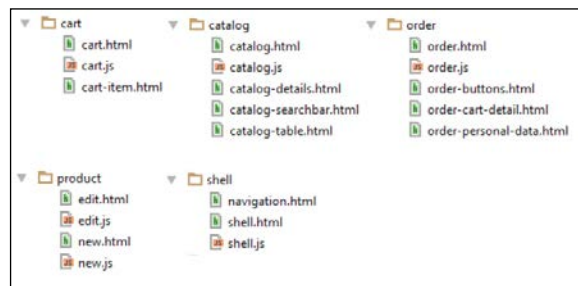 cart
cart.html
cart.js
cart-item.html
catalog
catalog.html
catalog.js
catalog-details.html
catalog-searchbar.html
catalog-table.html
order
order.html
order.js
order-buttons.html
order-cart-detail.html
order-personal-data.html
product
edit.html
edit.js
new.html
new.js
shell
navigation.html
shell.html
shell.js